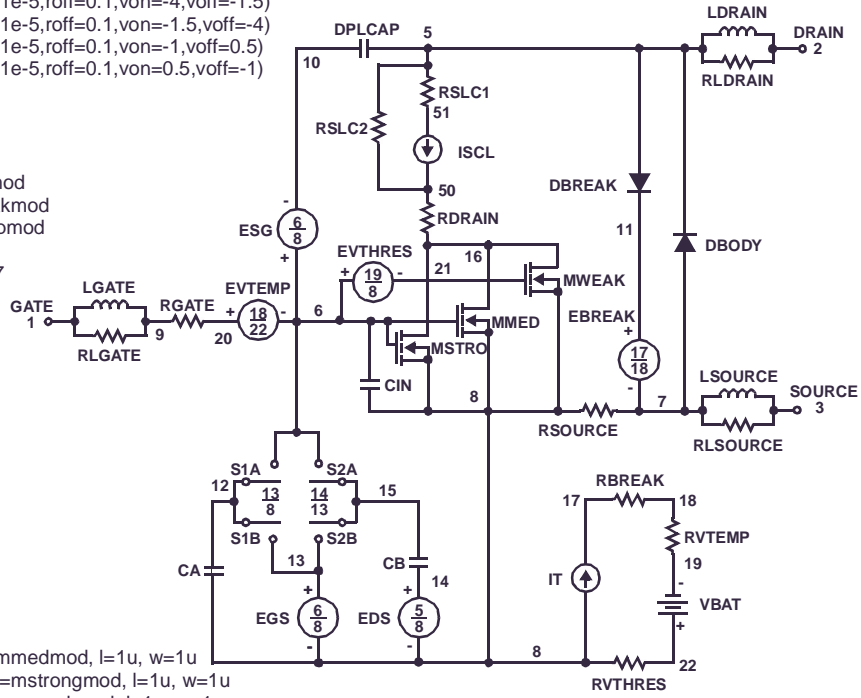 1e-5,roff=0.1,von=-4,voff=-1.5)
1e-5,roff=0.1,von=-1.5,voff=-4)
1e-5,roff=0.1,von=-1,voff=0.5)
1e-5,roff=0.1,von=0.5,voff=-1)
LDRAIN
DPLCAP 5 DRAIN
10 2
RLDRAIN
RSLC1
51
RSLC2
ISCL
od
kmod
omod
DBREAK
50
RDRAIN
ESG 6 8 - +
11
DBODY
EVTHRES
16
21
+ 19 8 -
MWEAK
LGATE
GATE RGATE EVTEMP
1 9 20 + 18 22 - 6
MMED
EBREAK
+
RLGATE
MSTRO
17 18
-
LSOURCE
CIN
8 7 SOURCE
3
RSOURCE
RLSOURCE
S1A S2A
12 13 8 14 13 15
RBREAK
17 18
S1B S2B
RVTEMP
13
CB
19
CA
14
IT
-
+ +
VBAT
EGS 6 8 EDS 5 8
+
- -
8
22
RVTHRES
mmedmod, l=1u, w=1u
=mstrongmod, l=1u, w=1u